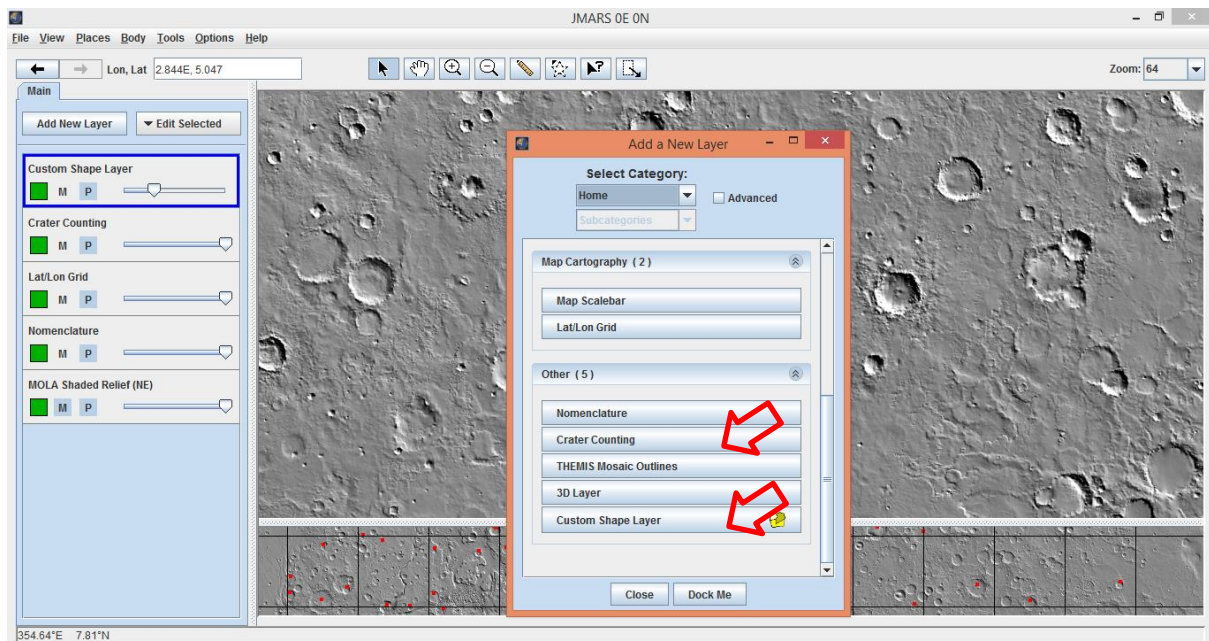 JMARS 0E 0N
File View Places Body Tools Options Help
Lon, Lat 2.844E, 5.047
Zoom: 64
Main
Add New Layer Edit Selected
Custom Shape Layer
M P
Crater Counting
M P
Lat/Lon Grid
M P
Nomenclature
M P
MOLA Shaded Relief (NE)
M P
Add a New Layer
Select Category:
Home Advanced
Subcategories
Map Cartography ( 2 )
Map Scalebar
Lat/Lon Grid
Other ( 5 )
Nomenclature
Crater Counting
THEMIS Mosaic Outlines
3D Layer
Custom Shape Layer
Close Dock Me
354.64°E 7.81°N